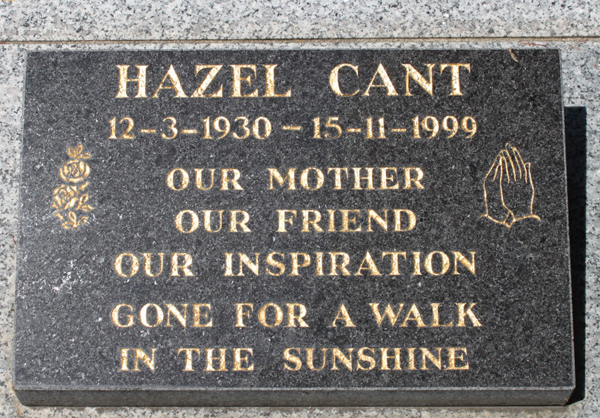 HAZEL CANT
12-3-1930 - 15-11-1999
OUR MOTHER
OUR FRIEND
OUR INSPIRATION
GONE FOR A WALK
IN THE SUNSHINE